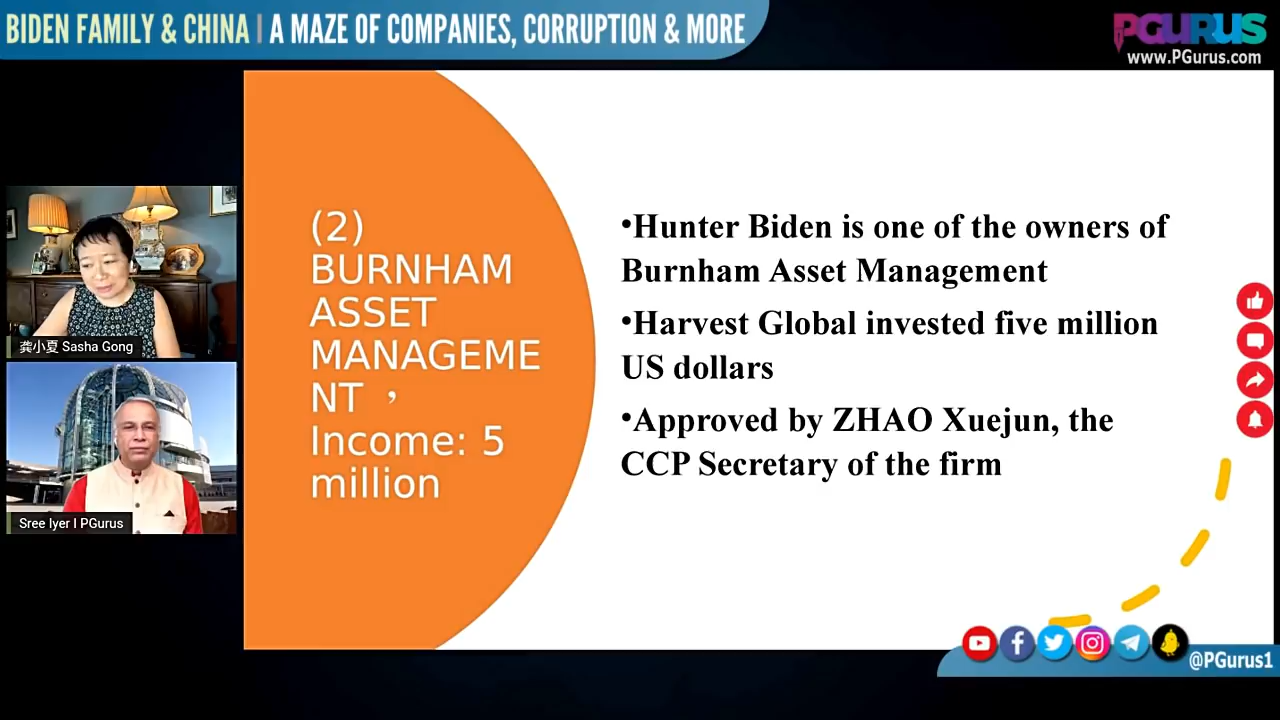 BIDEN FAMILY & CHINA | A MAZE OF COMPANIES, CORRUPTION & MORE
PGURUS
www.PGurus.com
(2)
BURNHAM
ASSET
MANAGEME
NT ，
Income: 5
million
•Hunter Biden is one of the owners of
Burnham Asset Management
•Harvest Global invested five million
US dollars
•Approved by ZHAO Xuejun, the
CCP Secretary of the firm
龚小夏 Sasha Gong
Sree Iyer I PGurus
@PGurus1